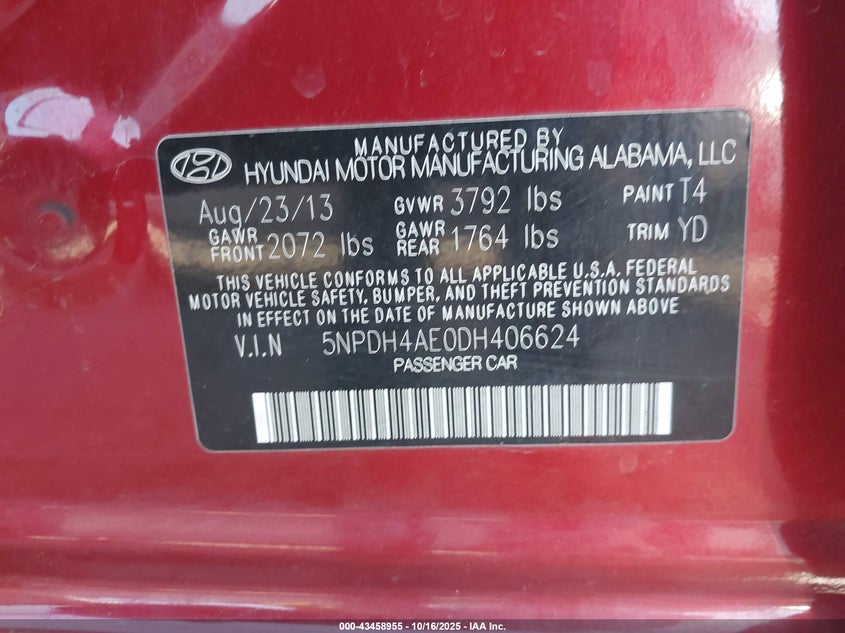 MANUFACTURED BY
HYUNDAI MOTOR MANUFACTURING ALABAMA, LLC
Aug/23/13 GVWR 3792 lbs PAINT T4
GAWR FRONT 2072 lbs GAWR REAR 1764 lbs TRIM YD
THIS VEHICLE CONFORMS TO ALL APPLICABLE U.S.A. FEDERAL
MOTOR VEHICLE SAFETY, BUMPER, AND THEFT PREVENTION STANDARDS
IN EFFECT ON THE DATE OF MANUFACTURE SHOWN ABOVE
V.I.N 5NPDH4AE0DH406624
PASSENGER CAR
000-43458955 - 10/16/2025 - IAA Inc.